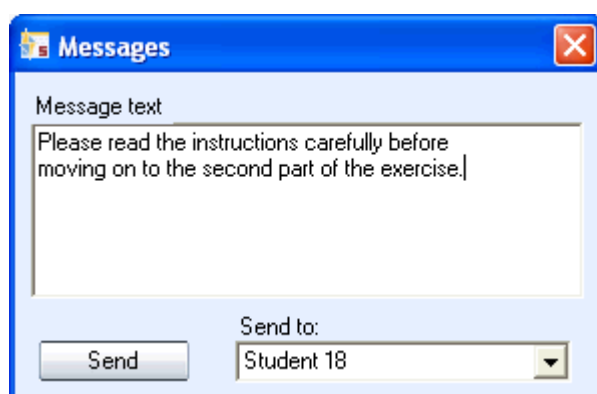 Messages
Message text
Please read the instructions carefully before
moving on to the second part of the exercise.
Send to:
Send
Student 18